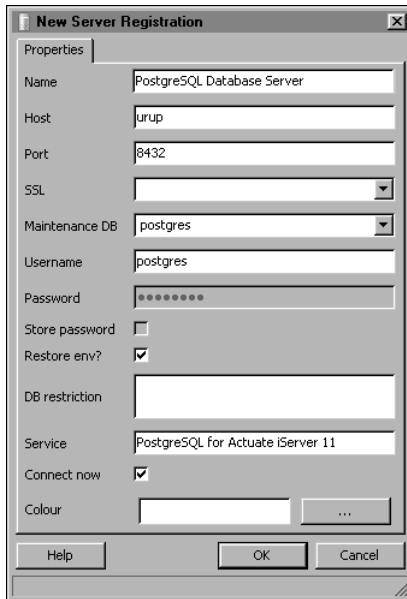 New Server Registration
Properties
Name PostgreSQL Database Server
Host urup
Port 8432
SSL
Maintenance DB postgres
Username postgres
Password
Store password
Restore env?
DB restriction
Service PostgreSQL for Actuate iServer 11
Connect now
Colour ...
Help OK Cancel